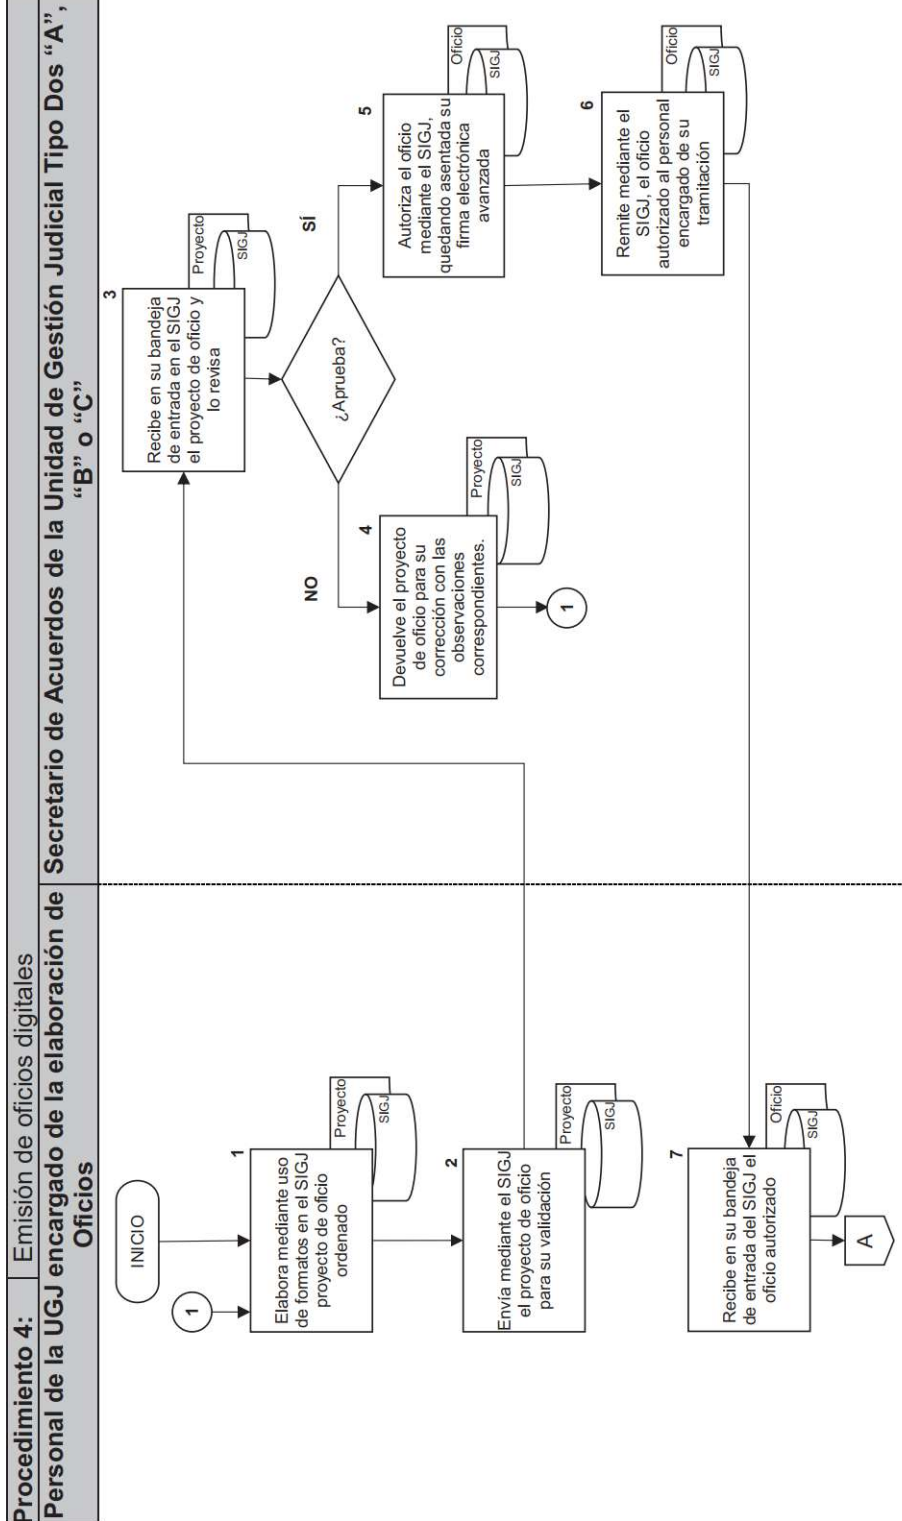 Procedimiento 4:
Emisión de oficios digitales
Personal de la UGJ encargado de la elaboración de
Oficios
Secretario de Acuerdos de la Unidad de Gestión Judicial Tipo Dos “A”,
“B” o “C”
INICIO
1
1
Elabora mediante uso
de formatos en el SIGJ
proyecto de oficio
ordenado
Proyecto
SIGJ
2
Envía mediante el SIGJ
el proyecto de oficio
para su validación
Proyecto
SIGJ
3
Recibe en su bandeja
de entrada en el SIGJ
el proyecto de oficio y
lo revisa
Proyecto
SIGJ
¿Aprueba?
NO
SÍ
4
Devuelve el proyecto
de oficio para su
corrección con las
observaciones
correspondientes.
Proyecto
SIGJ
1
5
Autoriza el oficio
mediante el SIGJ,
quedando asentada su
firma electrónica
avanzada
Oficio
SIGJ
6
Remite mediante el
SIGJ, el oficio
autorizado al personal
encargado de su
tramitación
Oficio
SIGJ
7
Recibe en su bandeja
de entrada del SIGJ el
oficio autorizado
Oficio
SIGJ
A